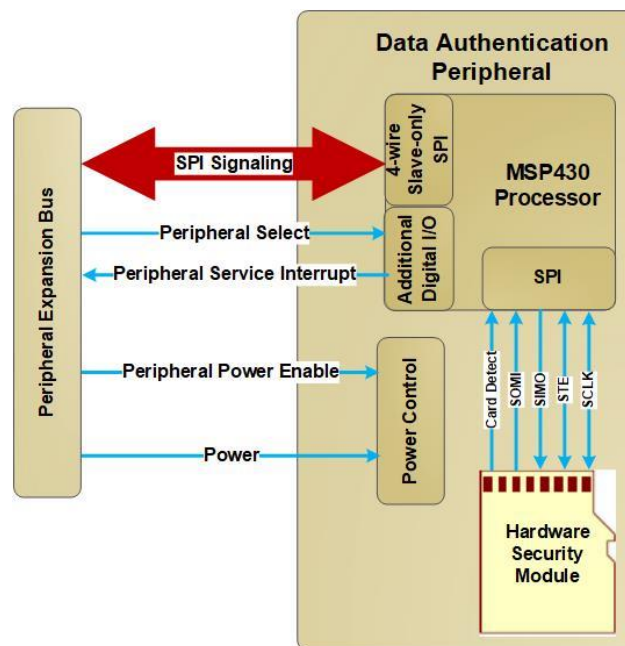 Data Authentication
Peripheral
Peripheral Expansion Bus
SPI Signaling
4-wire
Slave-only
SPI
MSP430
Processor
Peripheral Select
Peripheral Service Interrupt
Additional
Digital I/O
SPI
Card Detect
SOMI
SIMO
STE
SCLK
Peripheral Power Enable
Power
Power Control
Hardware
Security
Module